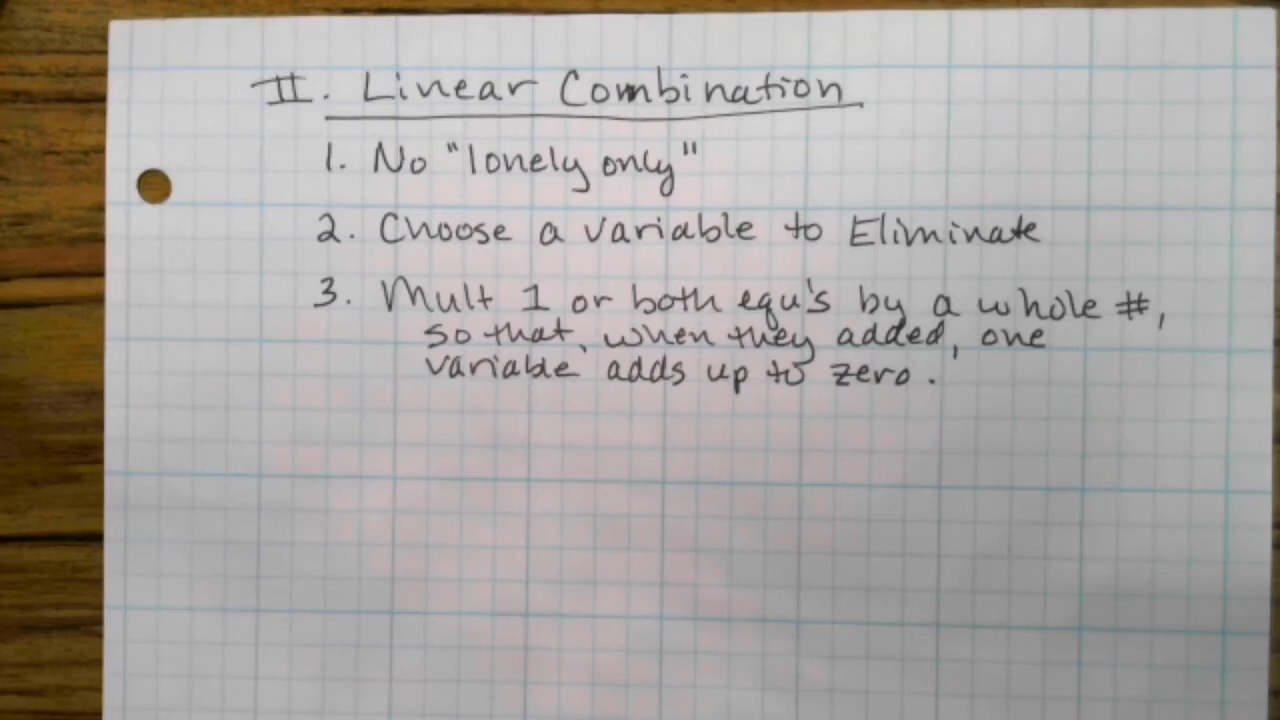 II. Linear Combination
1. No "lonely only"
2. Choose a variable to Eliminate
3. Mult 1 or both equ's by a whole #,
so that, when they added, one
variable adds up to zero.